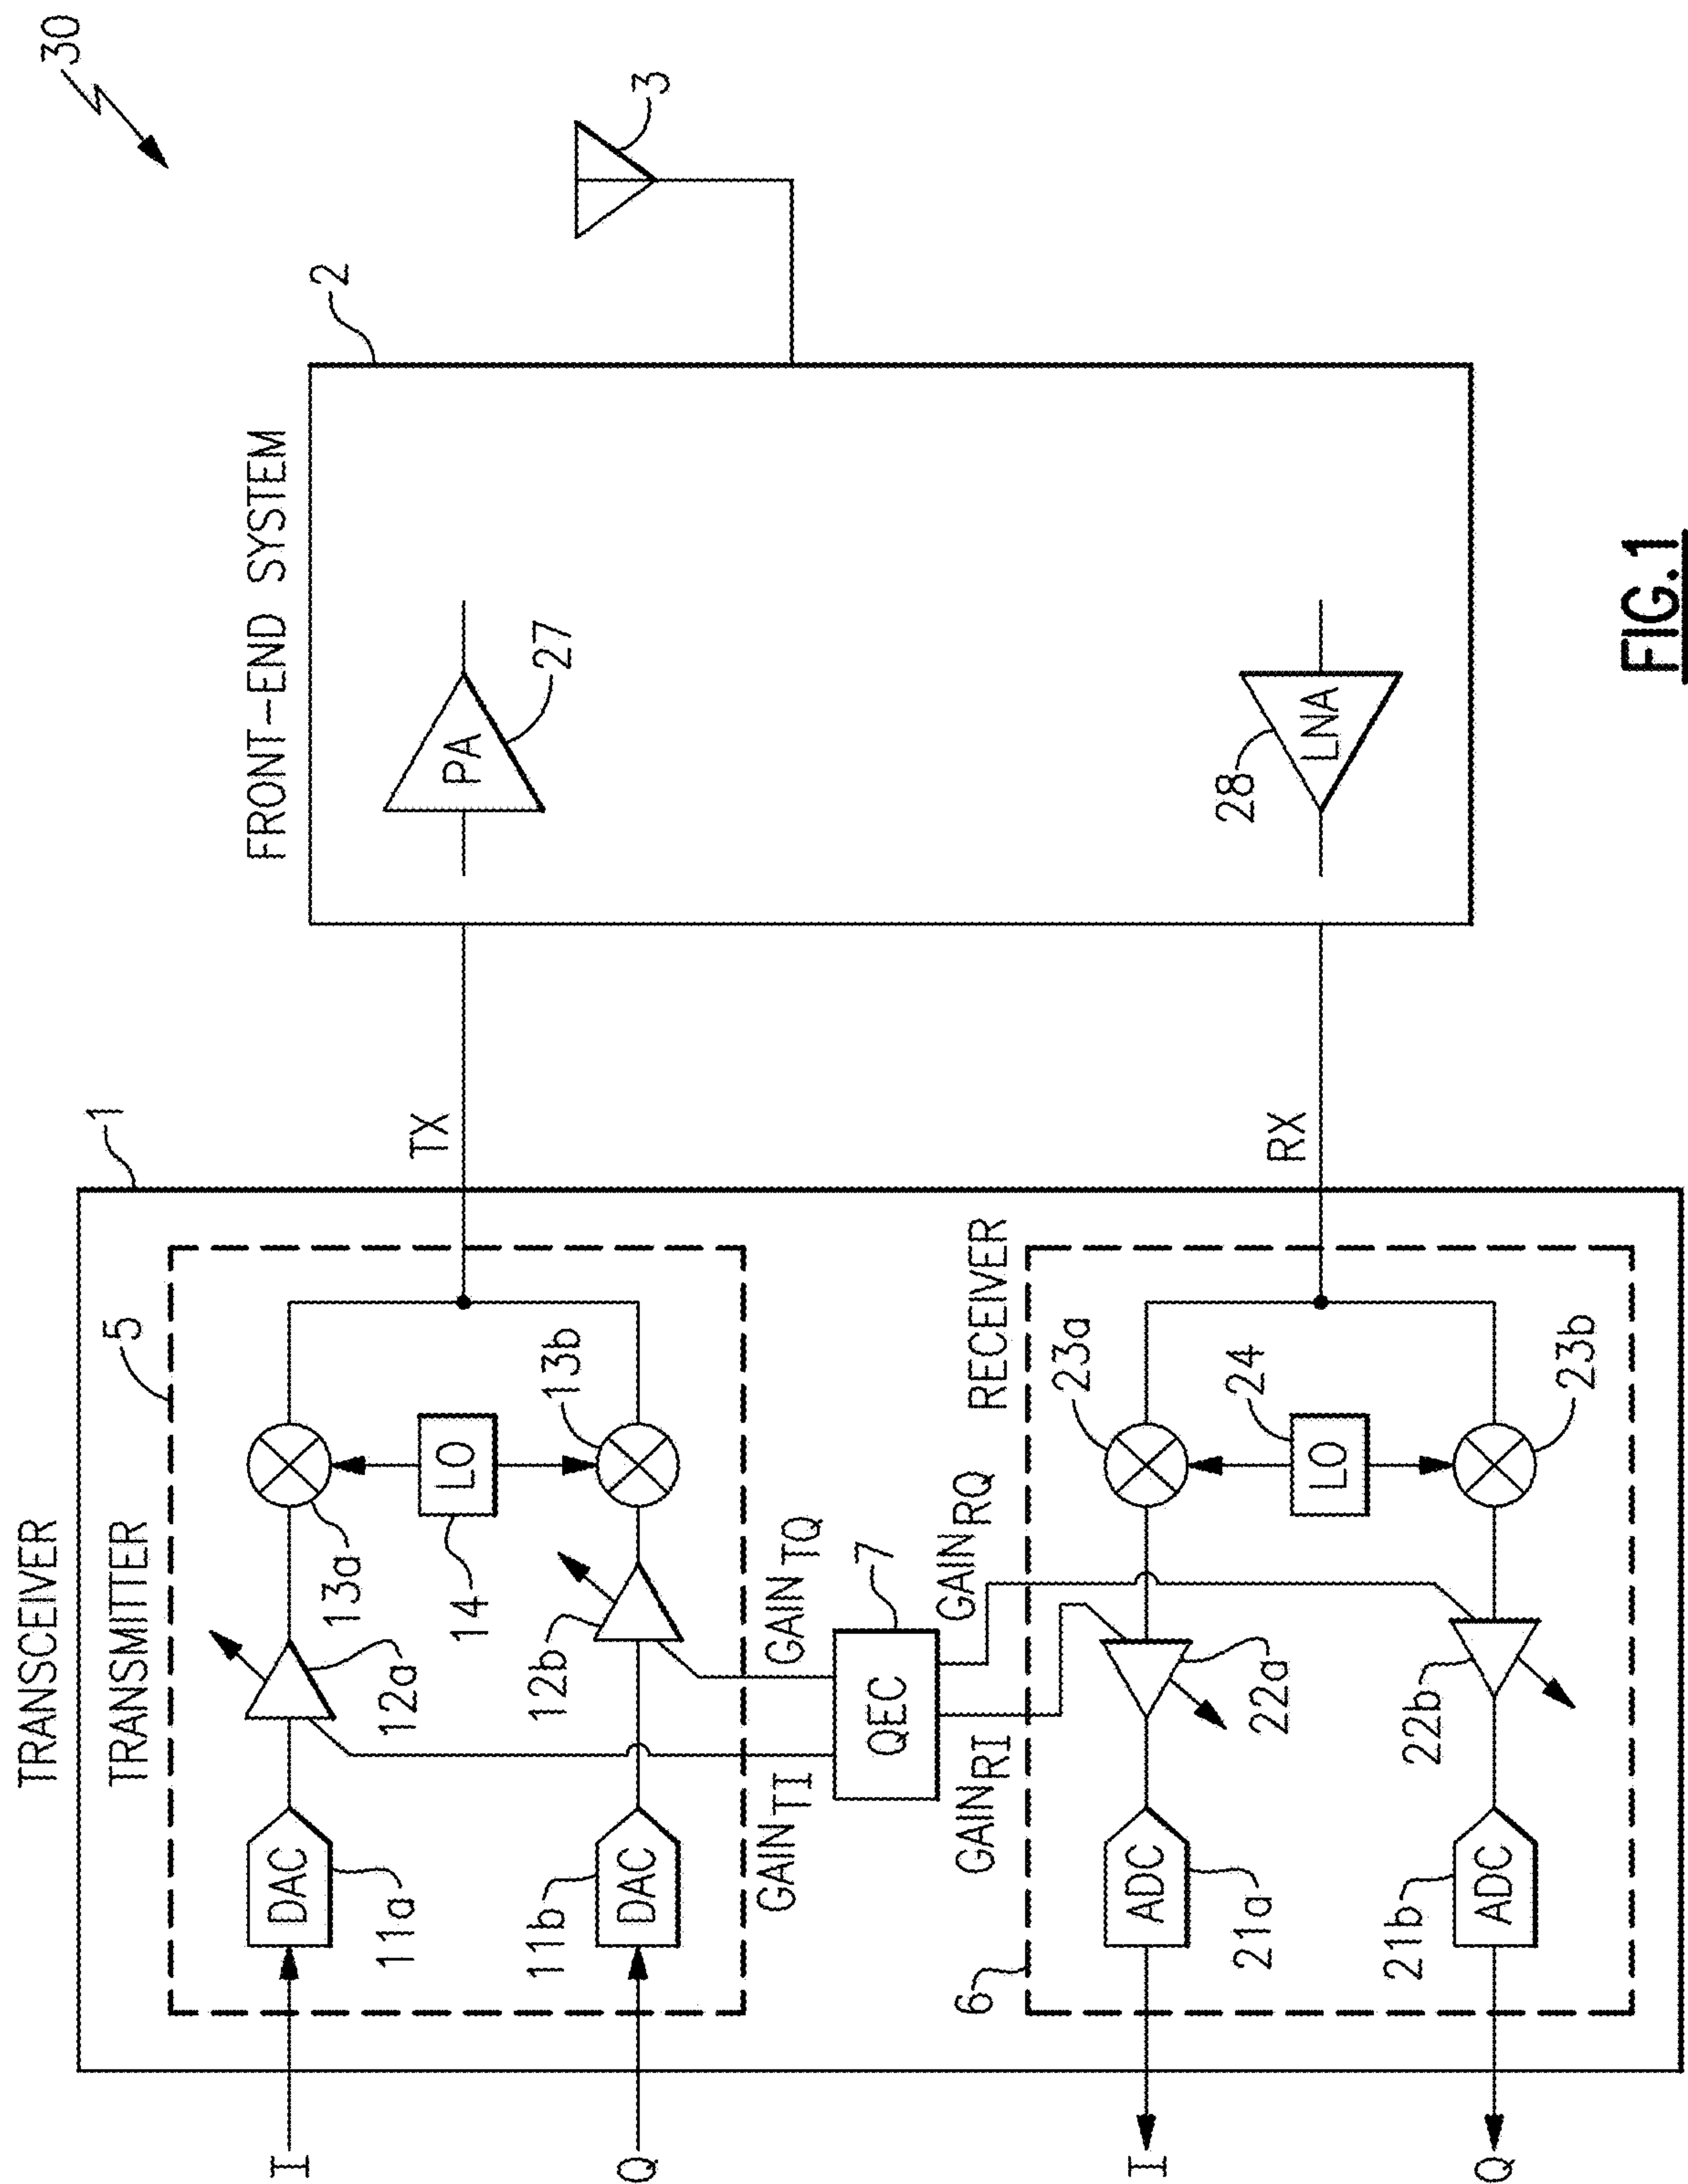 30
TRANSCEIVER
1
TRANSMITTER
5
I
DAC
11a
12a
13a
LO
14
TX
Q
DAC
11b
12b
13b
GAIN TI
GAIN TQ
QEC
7
GAIN RI
GAIN RQ
6
RECEIVER
I
ADC
21a
22a
23a
LO
24
RX
Q
ADC
21b
22b
23b
FRONT-END SYSTEM
2
PA
27
28
LNA
3
FIG.1